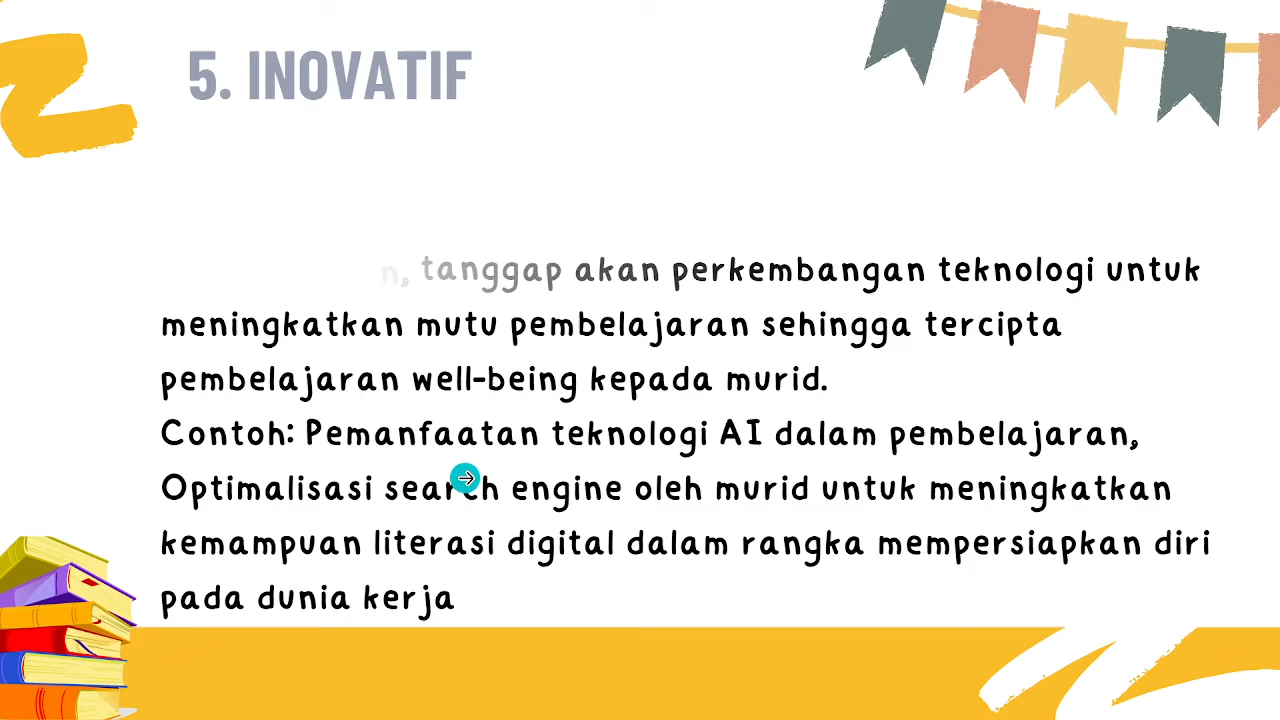 5. INOVATIF
tanggap akan perkembangan teknologi untuk
meningkatkan mutu pembelajaran sehingga tercipta
pembelajaran well-being kepada murid.
Contoh: Pemanfaatan teknologi AI dalam pembelajaran,
Optimalisasi search engine oleh murid untuk meningkatkan
kemampuan literasi digital dalam rangka mempersiapkan diri
pada dunia kerja